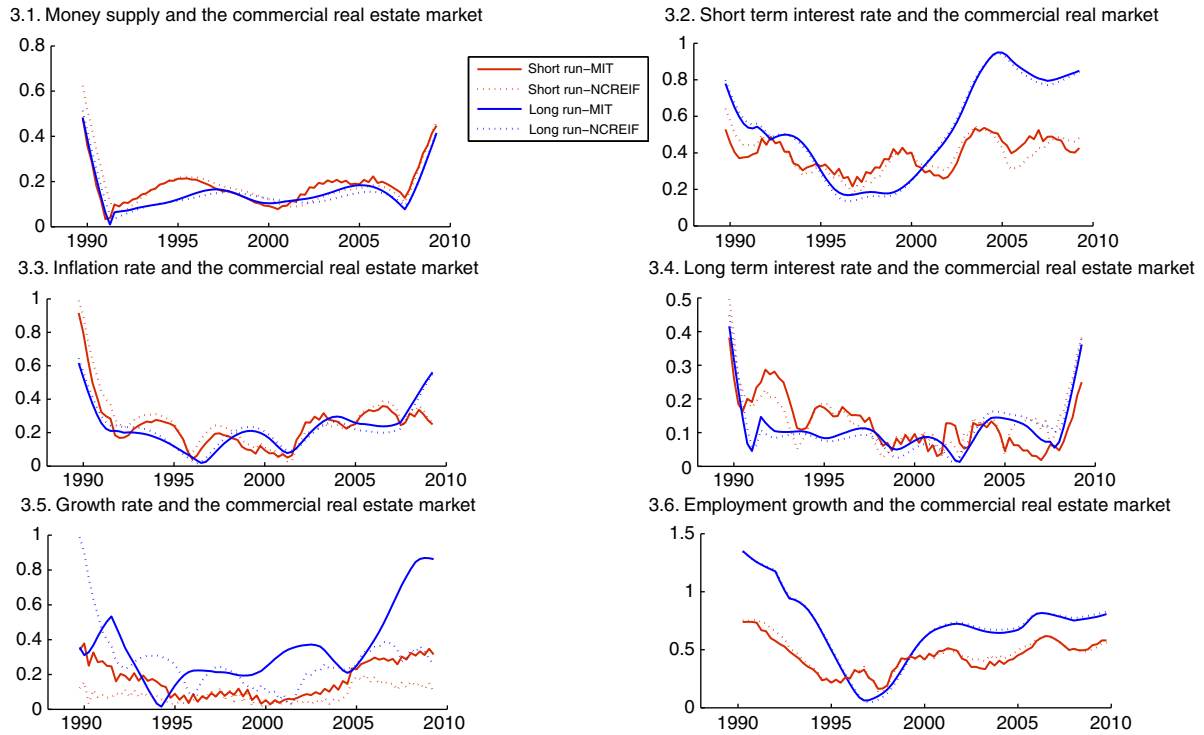 3.1. Money supply and the commercial real estate market
0.8
0.6
0.4
0.2
0
1990 1995 2000 2005 2010
Short run−MIT
Short run−NCREIF
Long run−MIT
Long run−NCREIF
3.2. Short term interest rate and the commercial real market
1
0.8
0.6
0.4
0.2
0
1990 1995 2000 2005 2010
3.3. Inflation rate and the commercial real estate market
1
0.8
0.6
0.4
0.2
0
1990 1995 2000 2005 2010
3.4. Long term interest rate and the commercial real estate market
0.5
0.4
0.3
0.2
0.1
0
1990 1995 2000 2005 2010
3.5. Growth rate and the commercial real estate market
1
0.8
0.6
0.4
0.2
0
1990 1995 2000 2005 2010
3.6. Employment growth and the commercial real estate market
1.5
1
0.5
0
1990 1995 2000 2005 2010